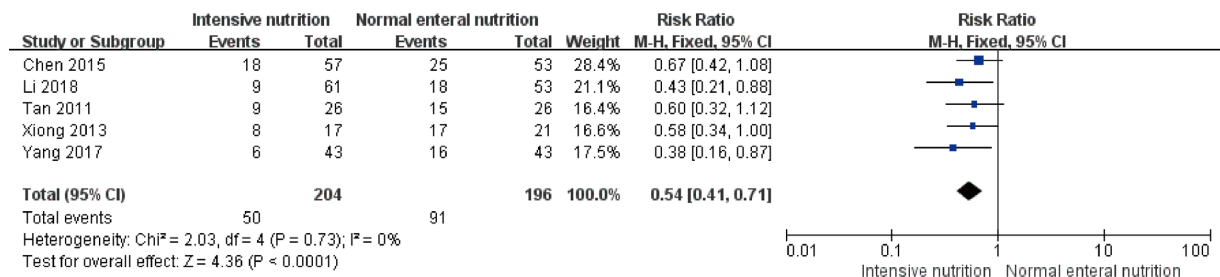 Intensive nutrition Normal enteral nutrition Risk Ratio Risk Ratio
Study or Subgroup Events Total Events Total Weight M-H, Fixed, 95% CI M-H, Fixed, 95% CI
Chen 2015 18 57 25 53 28.4% 0.67 [0.42, 1.08]
Li 2018 9 61 18 53 21.1% 0.43 [0.21, 0.88]
Tan 2011 9 26 15 26 16.4% 0.60 [0.32, 1.12]
Xiong 2013 8 17 17 21 16.6% 0.58 [0.34, 1.00]
Yang 2017 6 43 16 43 17.5% 0.38 [0.16, 0.87]
Total (95% CI) 204 196 100.0% 0.54 [0.41, 0.71]
Total events 50 91
Heterogeneity: Chi² = 2.03, df = 4 (P = 0.73); I² = 0%
Test for overall effect: Z = 4.36 (P < 0.0001)
0.01 0.1 1 10 100
Intensive nutrition Normal enteral nutrition